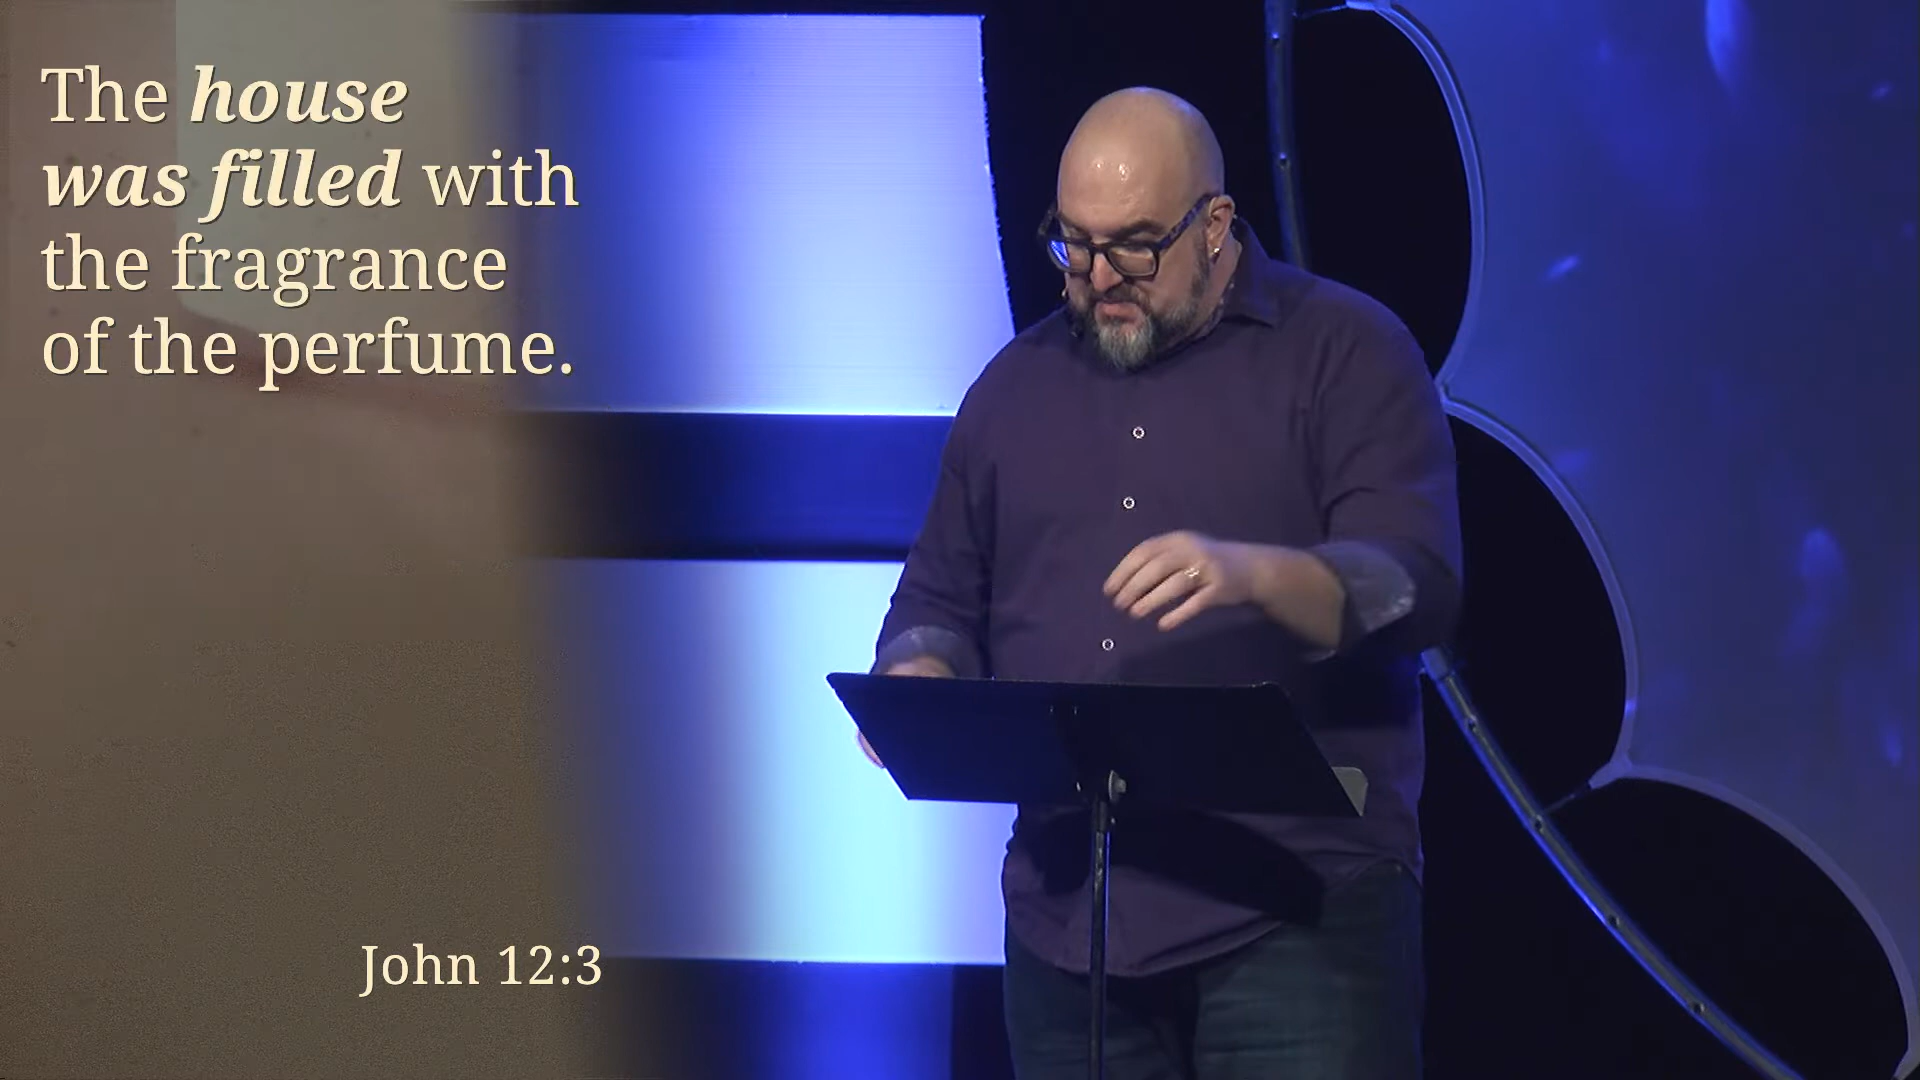 The house
was filled with
the fragrance
of the perfume.
John 12:3